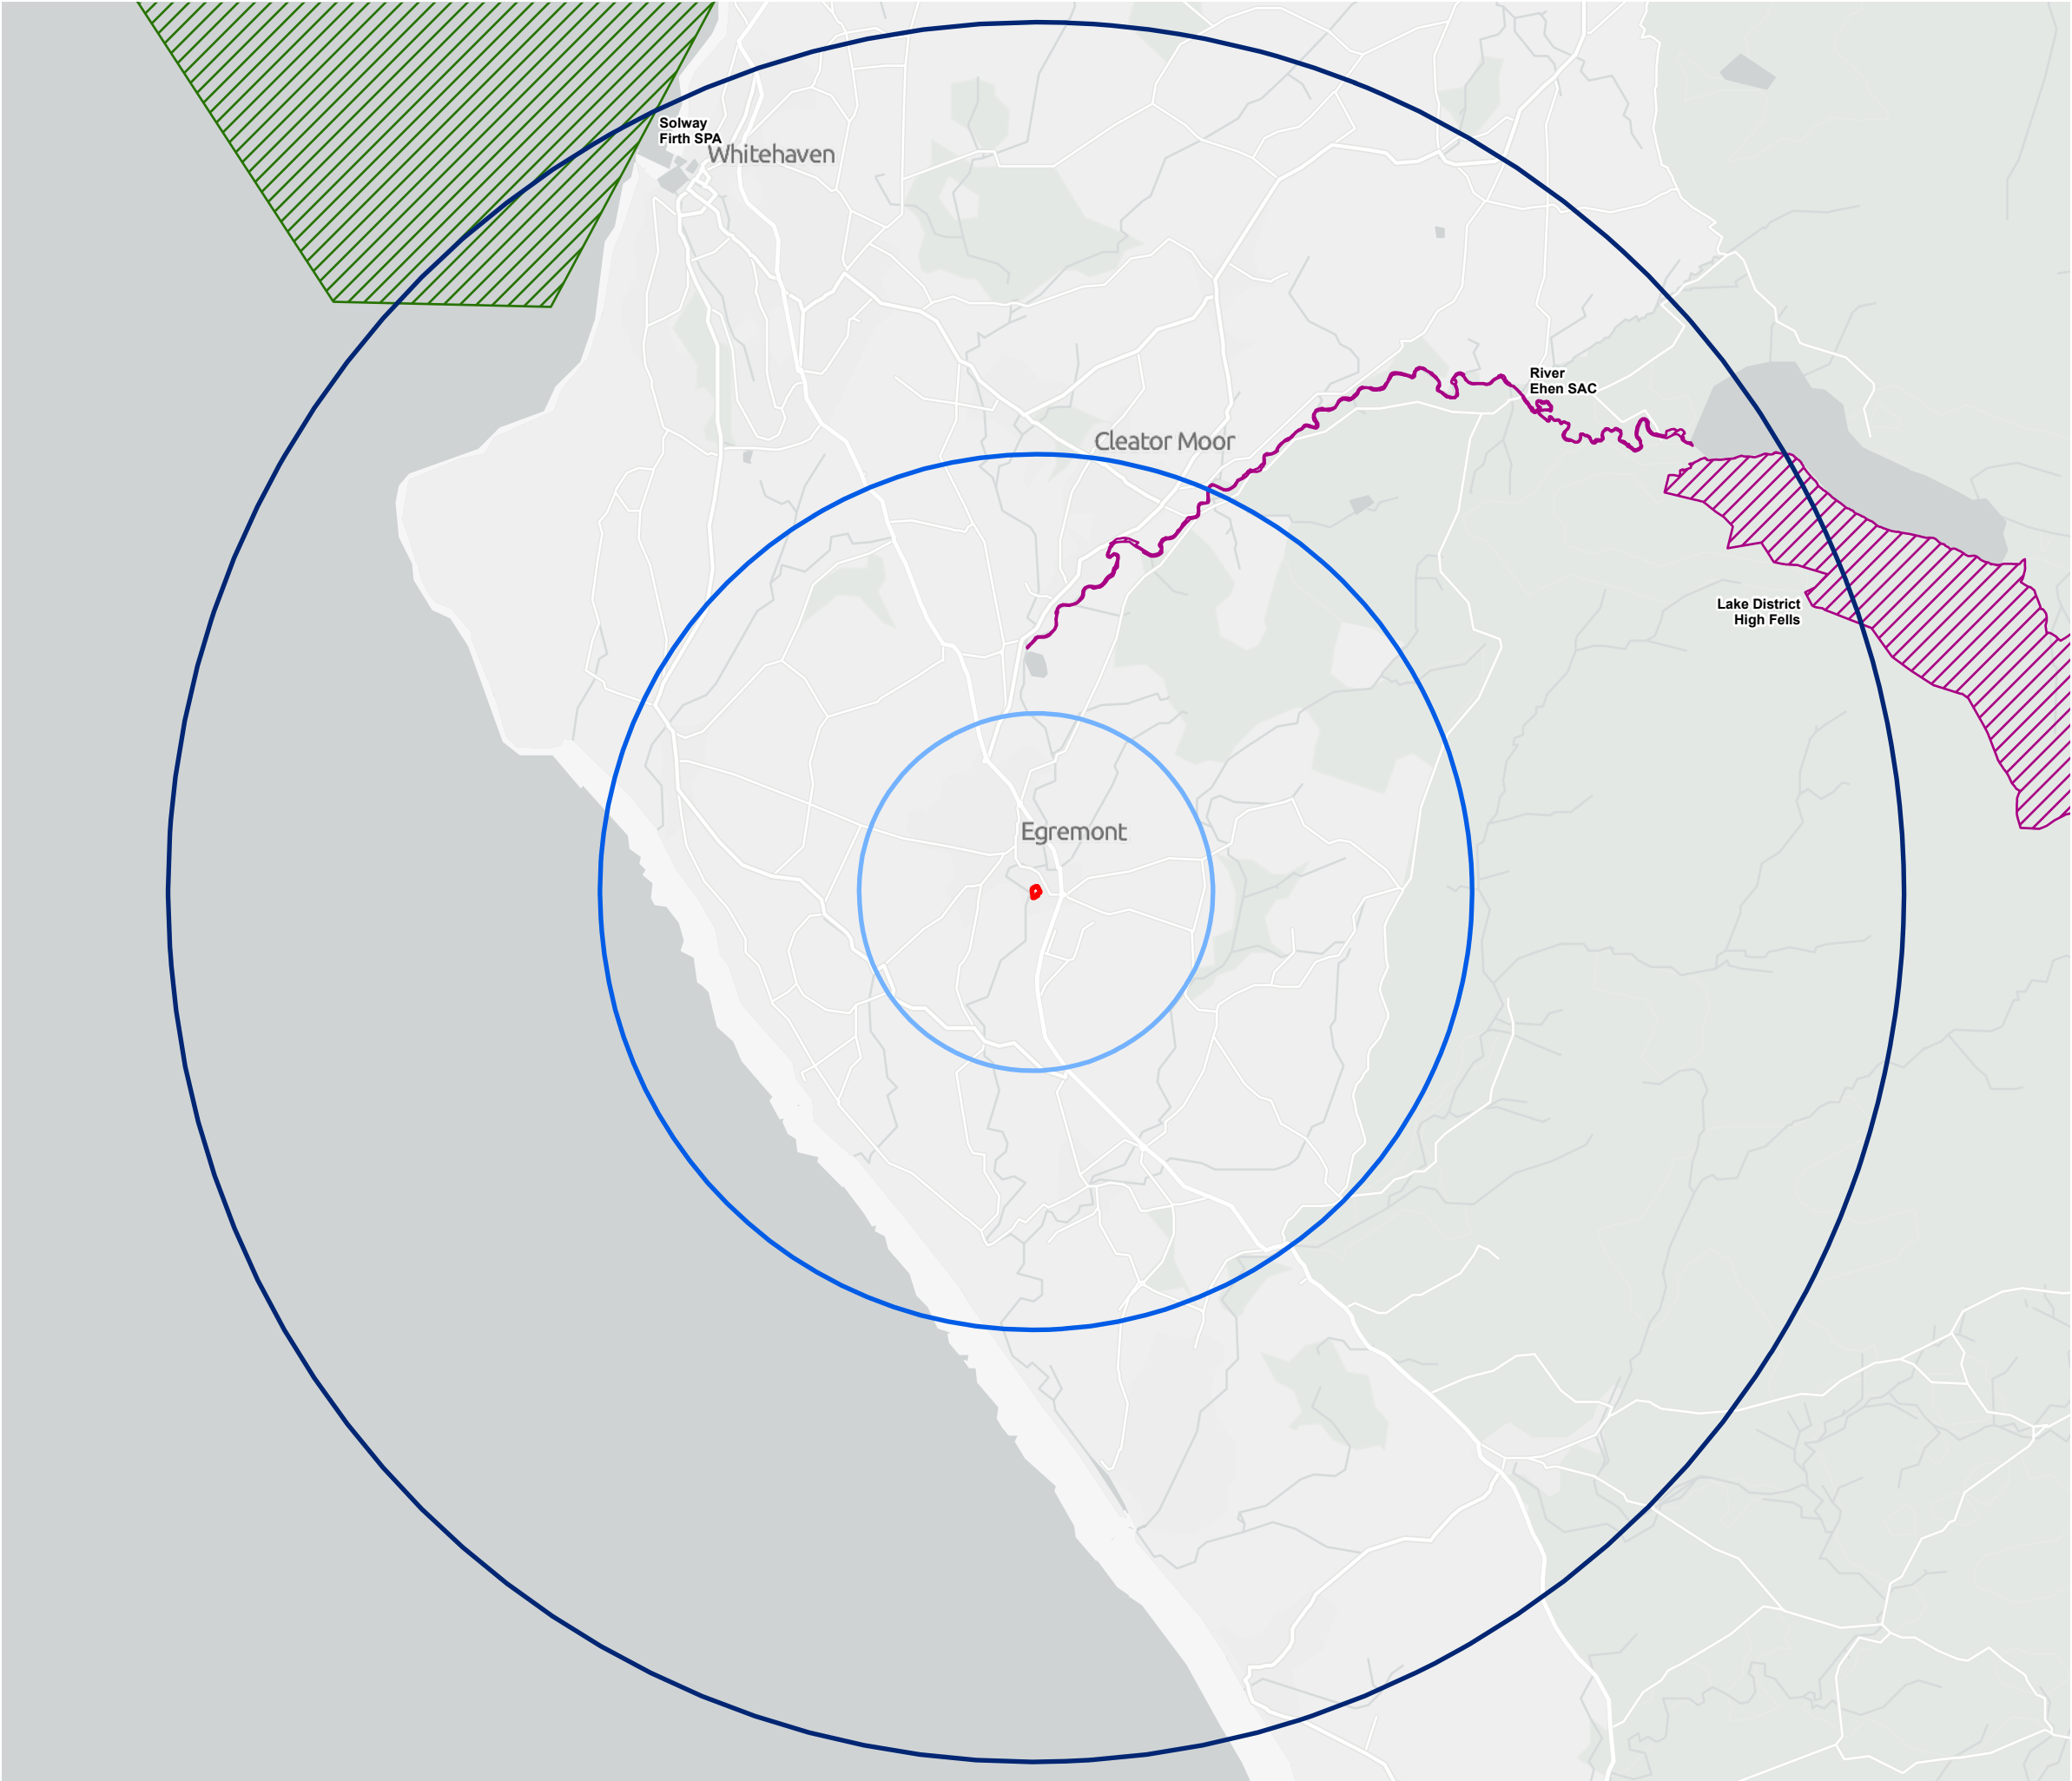 Solway
Firth SPA
Whitehaven
River
Ehen SAC
Cleator Moor
Lake District
High Fells
Egremont